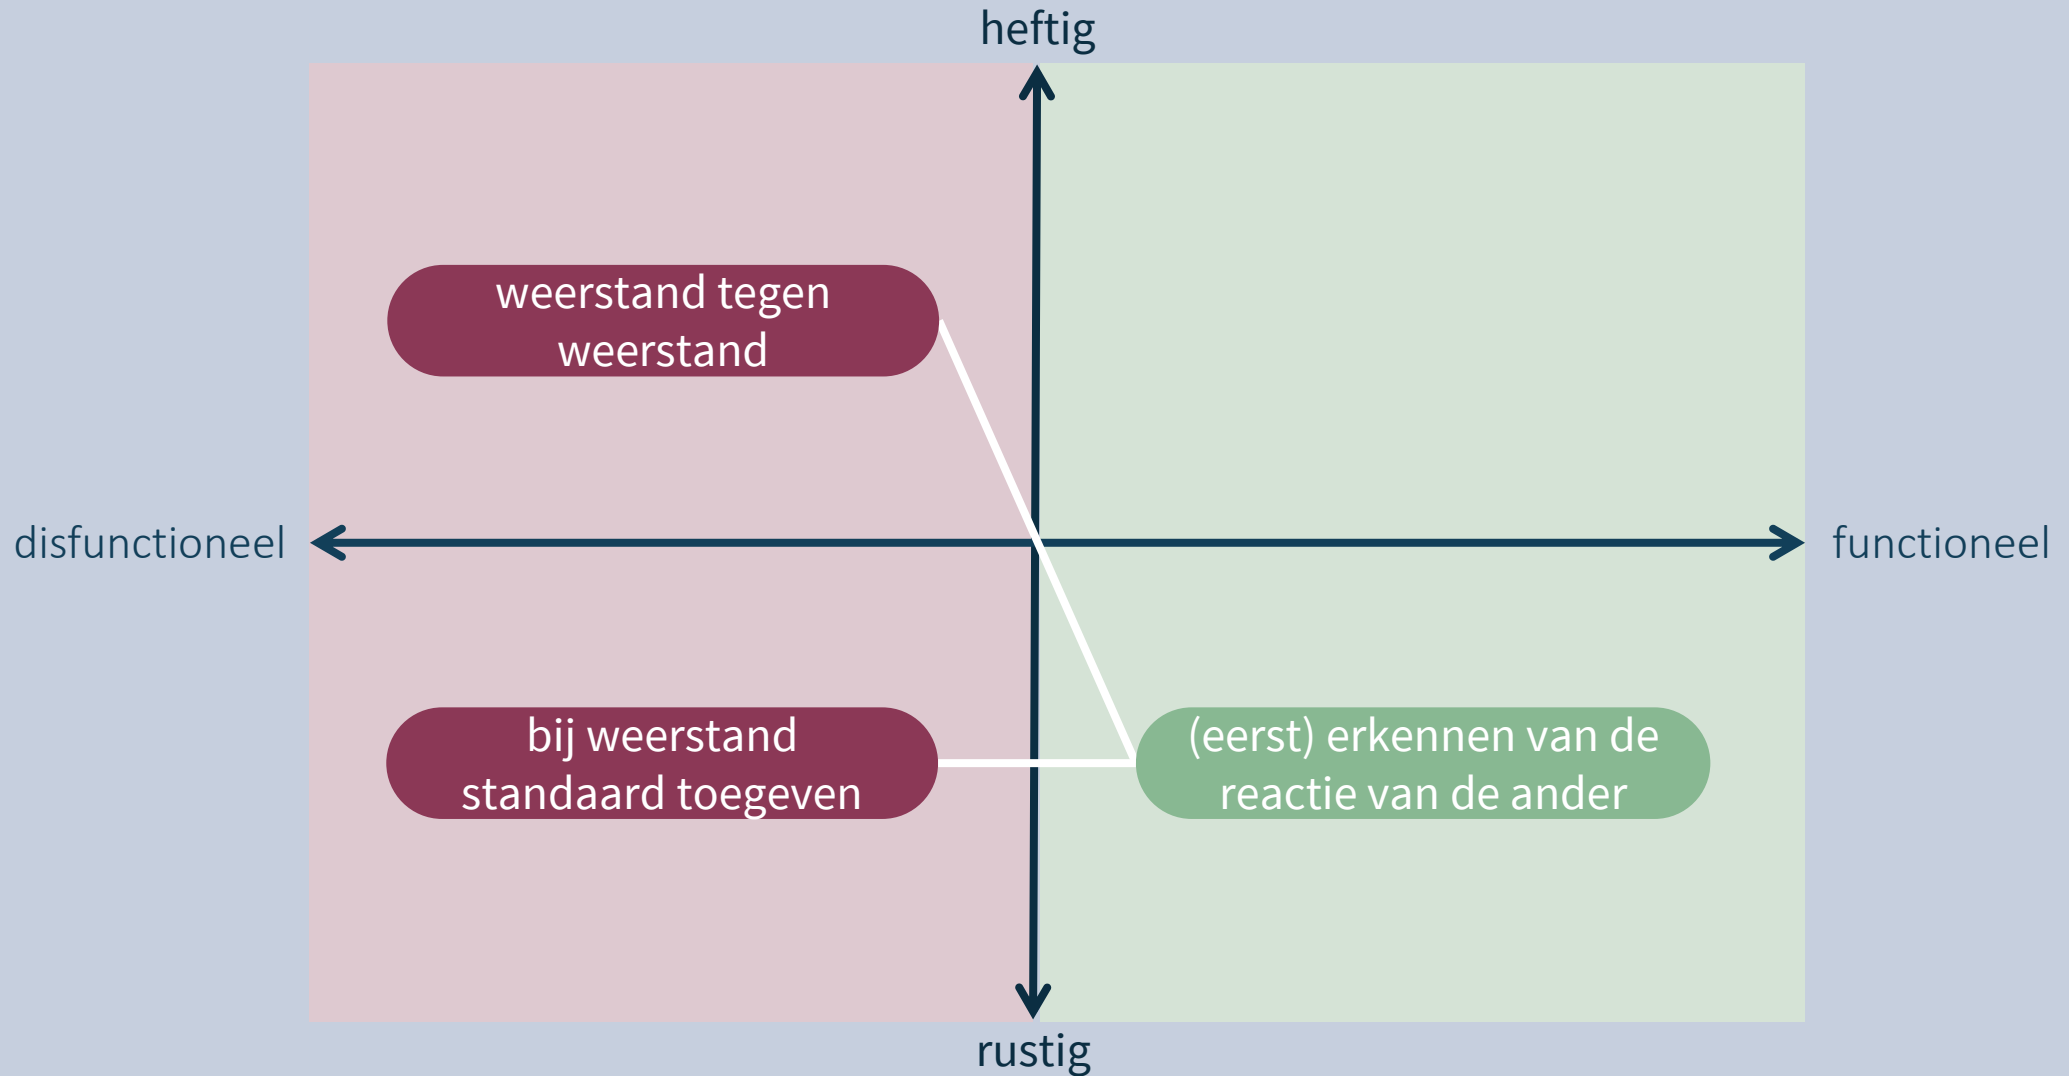 heftig
weerstand tegen
weerstand
disfunctioneel
functioneel
bij weerstand
standaard toegeven
(eerst) erkennen van de
reactie van de ander
rustig